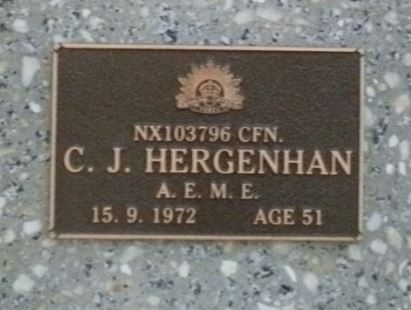 NX103796 CFN.
C. J. HERGENHAN
A. E. M. E.
15. 9. 1972 AGE 51